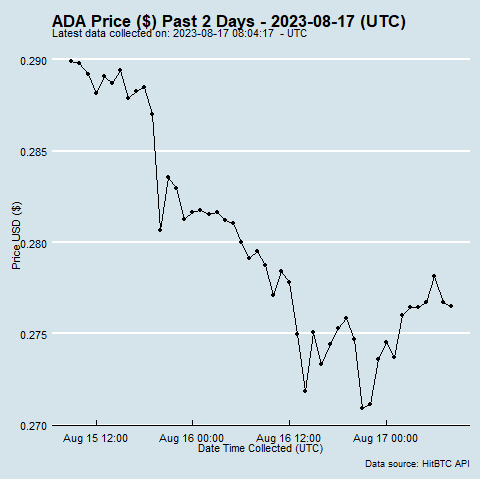 ADA Price ($) Past 2 Days - 2023-08-17 (UTC)
Latest data collected on: 2023-08-17 08:04:17 - UTC
0.290
0.285
0.280
0.275
0.270
Price USD ($)
Aug 15 12:00 Aug 16 00:00 Aug 16 12:00 Aug 17 00:00
Date Time Collected (UTC)
Data source: HitBTC API